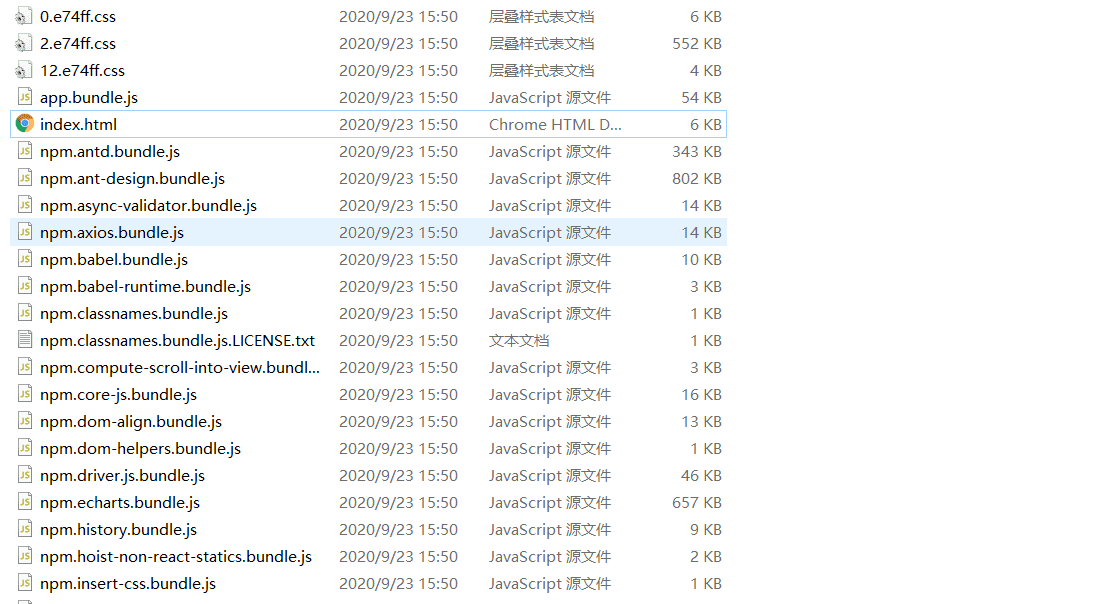 0.e74ff.css 2020/9/23 15:50 层叠样式表文档 6 KB
2.e74ff.css 2020/9/23 15:50 层叠样式表文档 552 KB
12.e74ff.css 2020/9/23 15:50 层叠样式表文档 4 KB
app.bundle.js 2020/9/23 15:50 JavaScript 源文件 54 KB
index.html 2020/9/23 15:50 Chrome HTML D... 6 KB
npm.antd.bundle.js 2020/9/23 15:50 JavaScript 源文件 343 KB
npm.ant-design.bundle.js 2020/9/23 15:50 JavaScript 源文件 802 KB
npm.async-validator.bundle.js 2020/9/23 15:50 JavaScript 源文件 14 KB
npm.axios.bundle.js 2020/9/23 15:50 JavaScript 源文件 14 KB
npm.babel.bundle.js 2020/9/23 15:50 JavaScript 源文件 10 KB
npm.babel-runtime.bundle.js 2020/9/23 15:50 JavaScript 源文件 3 KB
npm.classnames.bundle.js 2020/9/23 15:50 JavaScript 源文件 1 KB
npm.classnames.bundle.js.LICENSE.txt 2020/9/23 15:50 文本文档 1 KB
npm.compute-scroll-into-view.bundl... 2020/9/23 15:50 JavaScript 源文件 3 KB
npm.core-js.bundle.js 2020/9/23 15:50 JavaScript 源文件 16 KB
npm.dom-align.bundle.js 2020/9/23 15:50 JavaScript 源文件 13 KB
npm.dom-helpers.bundle.js 2020/9/23 15:50 JavaScript 源文件 1 KB
npm.driver.js.bundle.js 2020/9/23 15:50 JavaScript 源文件 46 KB
npm.echarts.bundle.js 2020/9/23 15:50 JavaScript 源文件 657 KB
npm.history.bundle.js 2020/9/23 15:50 JavaScript 源文件 9 KB
npm.hoist-non-react-statics.bundle.js 2020/9/23 15:50 JavaScript 源文件 2 KB
npm.insert-css.bundle.js 2020/9/23 15:50 JavaScript 源文件 1 KB